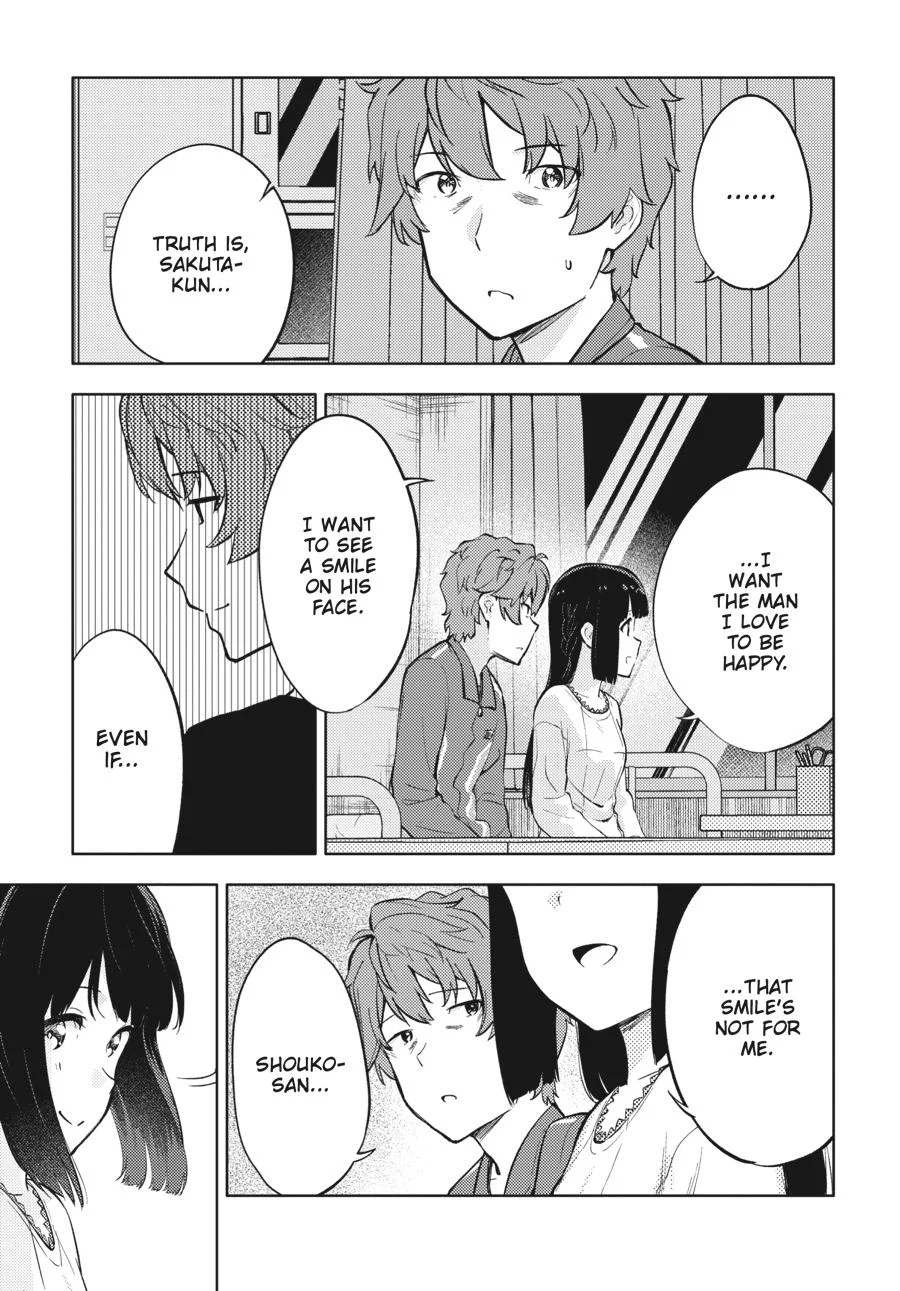 ......
TRUTH IS,
SAKUTA-
KUN...
...I
WANT
THE MAN
I LOVE
TO BE
HAPPY.
I WANT
TO SEE
A SMILE
ON HIS
FACE.
EVEN
IF...
...THAT
SMILE'S
NOT FOR
ME.
SHOUKO-
SAN...